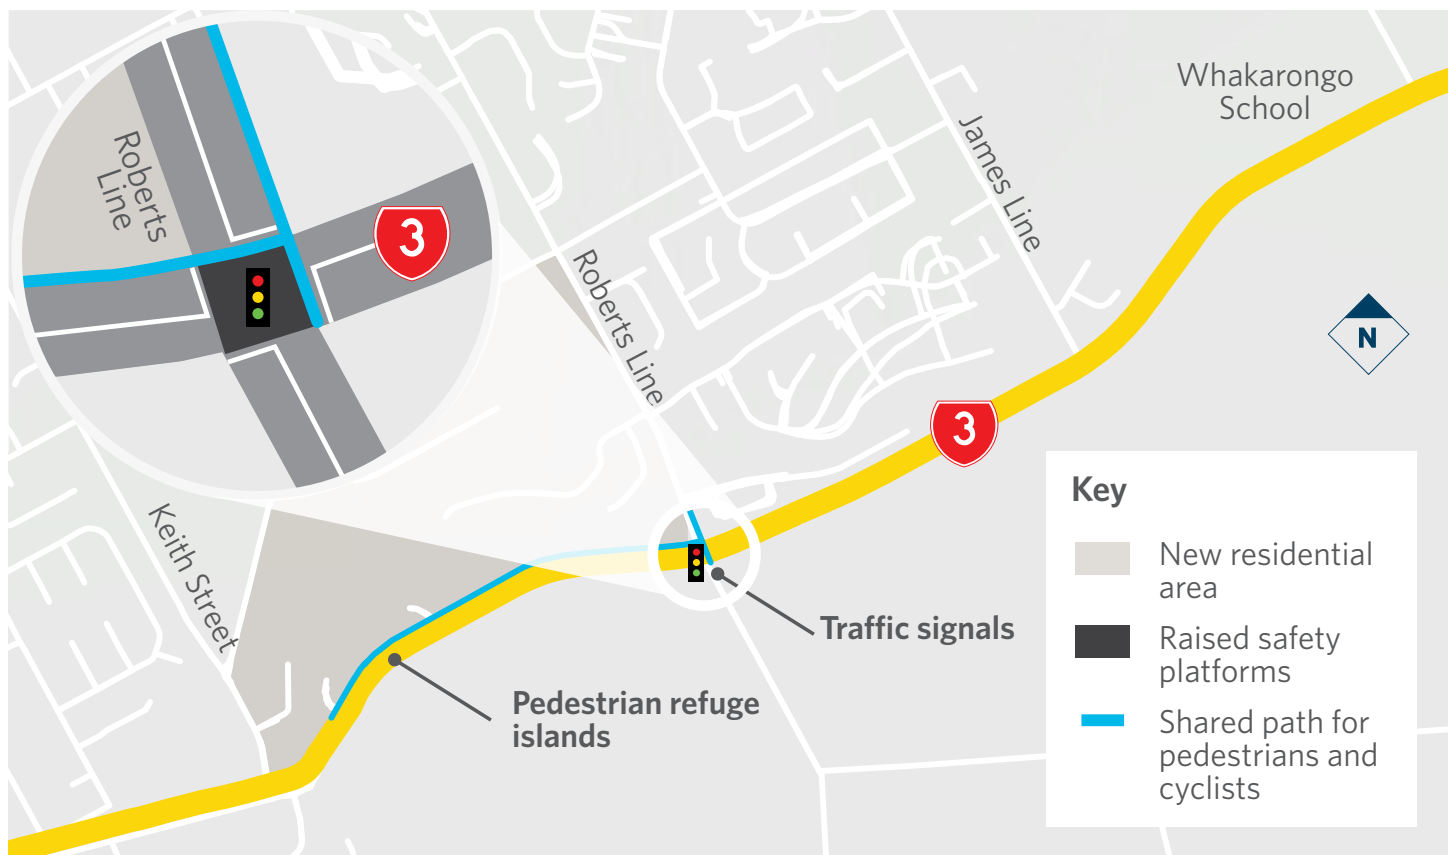 Whakarongo
School
James Line
Roberts
Line
3
Roberts Line
N
3
Keith Street
Traffic signals
Pedestrian refuge
islands
Key
New residential
area
Raised safety
platforms
Shared path for
pedestrians and
cyclists